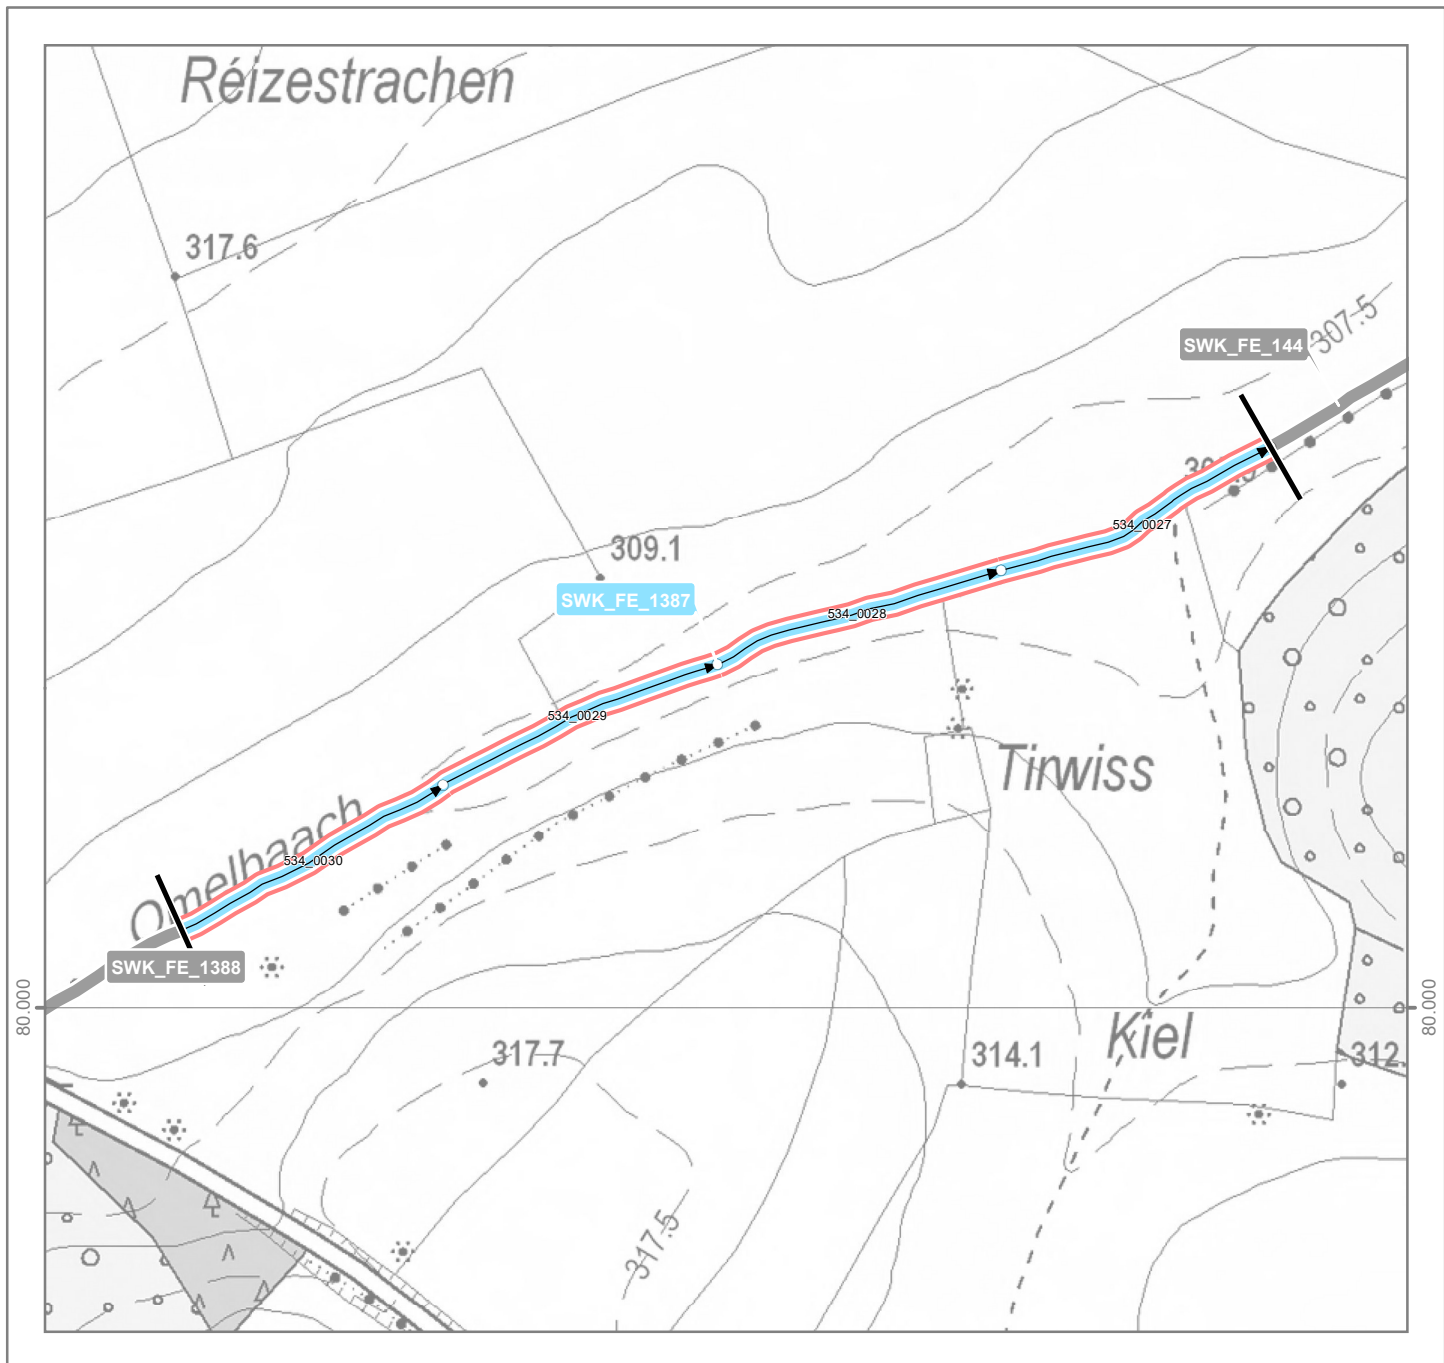 Réizestrachen
317.6
307.5
SWK_FE_144
534_0027
309.1
SWK_FE_1387
534_0028
534_0029
Tirwiss
Omelbaach
534_0030
SWK_FE_1388
80.000
80.000
Kiel
317.7
314.1
312.
317.5